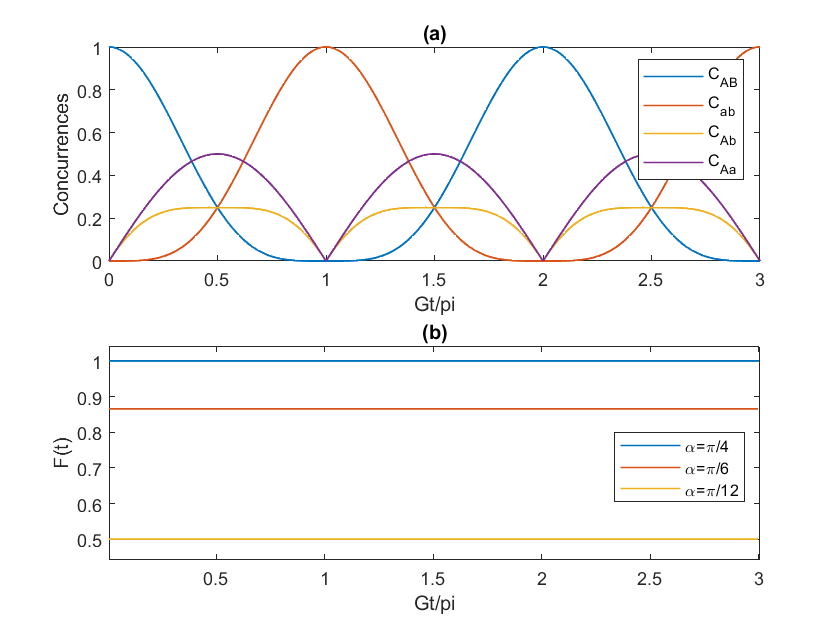 (a)
Concurrences
1
0.8
0.6
0.4
0.2
0
C_AB
C_ab
C_Ab
C_Aa
0 0.5 1 1.5 2 2.5 3
Gt/pi
(b)
F(t)
1
0.9
0.8
0.7
0.6
0.5
α=π/4
α=π/6
α=π/12
0.5 1 1.5 2 2.5 3
Gt/pi